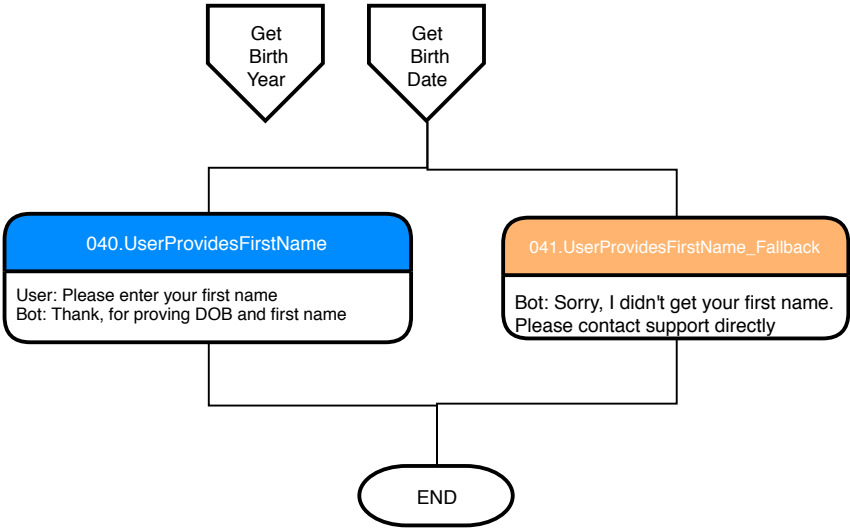 Get
Birth
Year
Get
Birth
Date
040.UserProvidesFirstName
User: Please enter your first name
Bot: Thank, for proving DOB and first name
041.UserProvidesFirstName_Fallback
Bot: Sorry, I didn't get your first name.
Please contact support directly
END